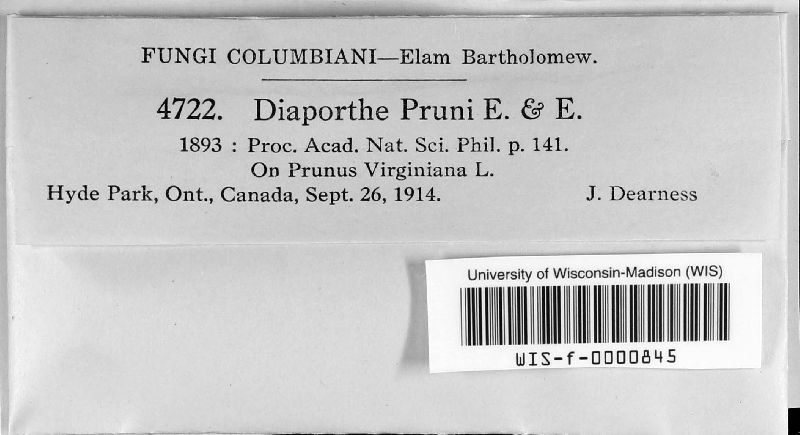 FUNGI COLUMBIANI—Elam Bartholomew.
4722. Diaporthe Pruni E. & E.
1893 : Proc. Acad. Nat. Sci. Phil. p. 141.
On Prunus Virginiana L.
Hyde Park, Ont., Canada, Sept. 26, 1914. J. Dearness
University of Wisconsin-Madison (WIS)
WIS-f-0000845